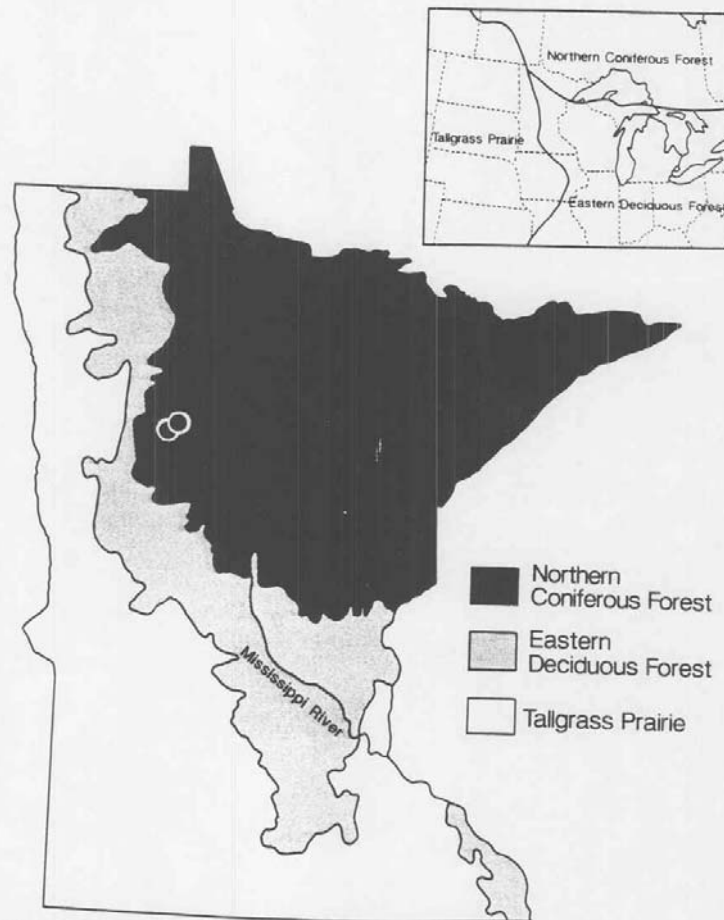 Northern Coniferous Forest
Tallgrass Prairie
Eastern Deciduous Forest
Northern
Coniferous Forest
Eastern
Deciduous Forest
Tallgrass Prairie
Mississippi River